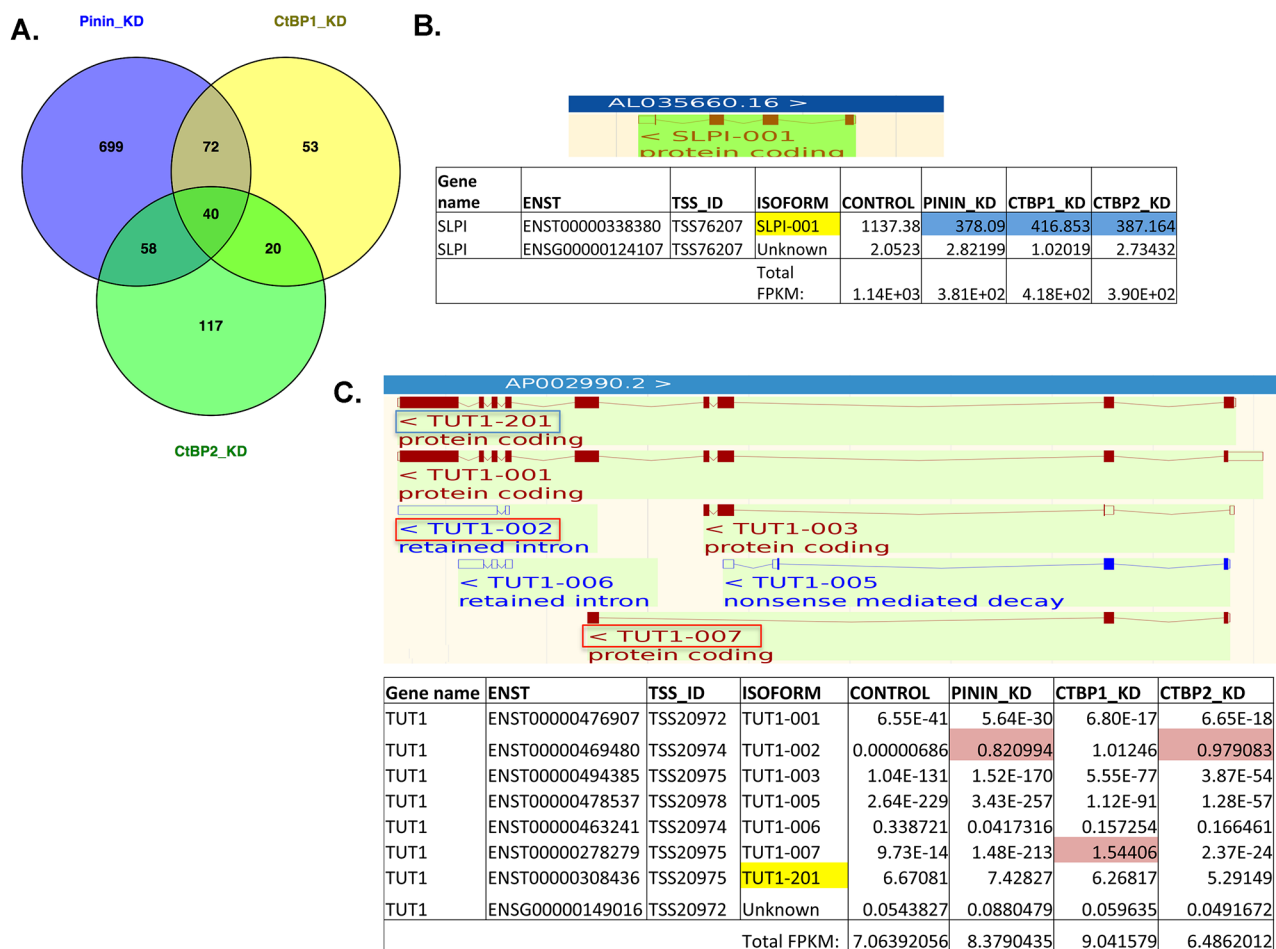 A.
Pinin_KD
CtBP1_KD
699
72
53
40
58
20
117
CtBP2_KD
B.
AL035660.16 >
< SLPI-001
protein coding
Gene name ENST TSS_ID ISOFORM CONTROL PININ_KD CTBP1_KD CTBP2_KD
SLPI ENST00000338380 TSS76207 SLPI-001 1137.38 378.09 416.853 387.164
SLPI ENSG00000124107 TSS76207 Unknown 2.0523 2.82199 1.02019 2.73432
Total FPKM: 1.14E+03 3.81E+02 4.18E+02 3.90E+02
C.
AP002990.2 >
< TUT1-201
protein coding
< TUT1-001
protein coding
< TUT1-002
retained intron
< TUT1-003
protein coding
< TUT1-006
retained intron
< TUT1-005
nonsense mediated decay
< TUT1-007
protein coding
Gene name ENST TSS_ID ISOFORM CONTROL PININ_KD CTBP1_KD CTBP2_KD
TUT1 ENST00000476907 TSS20972 TUT1-001 6.55E-41 5.64E-30 6.80E-17 6.65E-18
TUT1 ENST00000469480 TSS20974 TUT1-002 0.00000686 0.820994 1.01246 0.979083
TUT1 ENST00000494385 TSS20975 TUT1-003 1.04E-131 1.52E-170 5.55E-77 3.87E-54
TUT1 ENST00000478537 TSS20978 TUT1-005 2.64E-229 3.43E-257 1.12E-91 1.28E-57
TUT1 ENST00000463241 TSS20974 TUT1-006 0.338721 0.0417316 0.157254 0.166461
TUT1 ENST00000278279 TSS20975 TUT1-007 9.73E-14 1.48E-213 1.54406 2.37E-24
TUT1 ENST00000308436 TSS20975 TUT1-201 6.67081 7.42827 6.26817 5.29149
TUT1 ENSG00000149016 TSS20972 Unknown 0.0543827 0.0880479 0.059635 0.0491672
Total FPKM: 7.06392056 8.3790435 9.041579 6.4862012